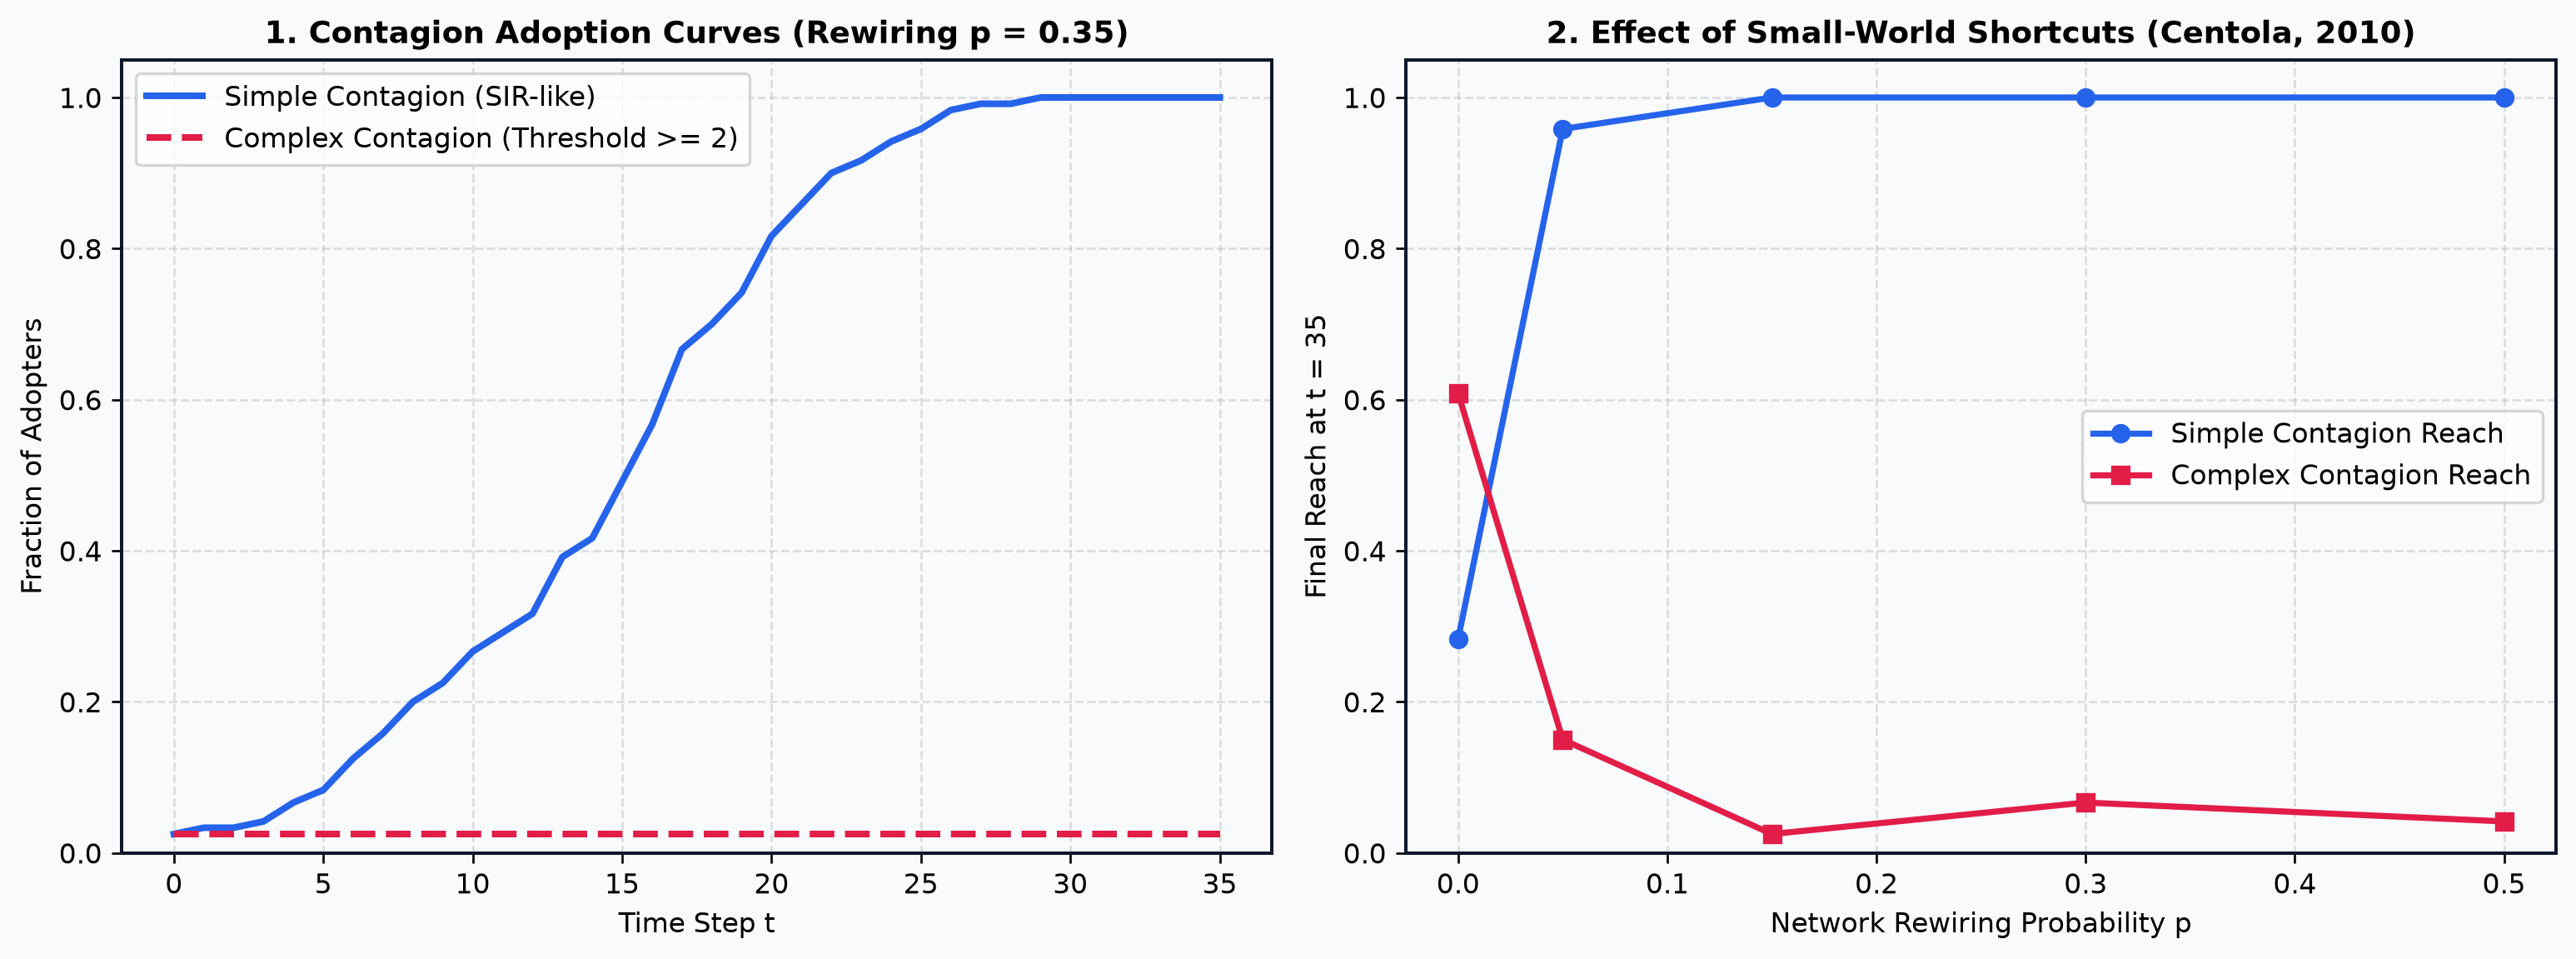 1. Contagion Adoption Curves (Rewiring p = 0.35)
Simple Contagion (SIR-like)
Complex Contagion (Threshold >= 2)
Fraction of Adopters
1.0
0.8
0.6
0.4
0.2
0.0
0 5 10 15 20 25 30 35
Time Step t
2. Effect of Small-World Shortcuts (Centola, 2010)
Simple Contagion Reach
Complex Contagion Reach
Final Reach at t = 35
1.0
0.8
0.6
0.4
0.2
0.0
0.0 0.1 0.2 0.3 0.4 0.5
Network Rewiring Probability p